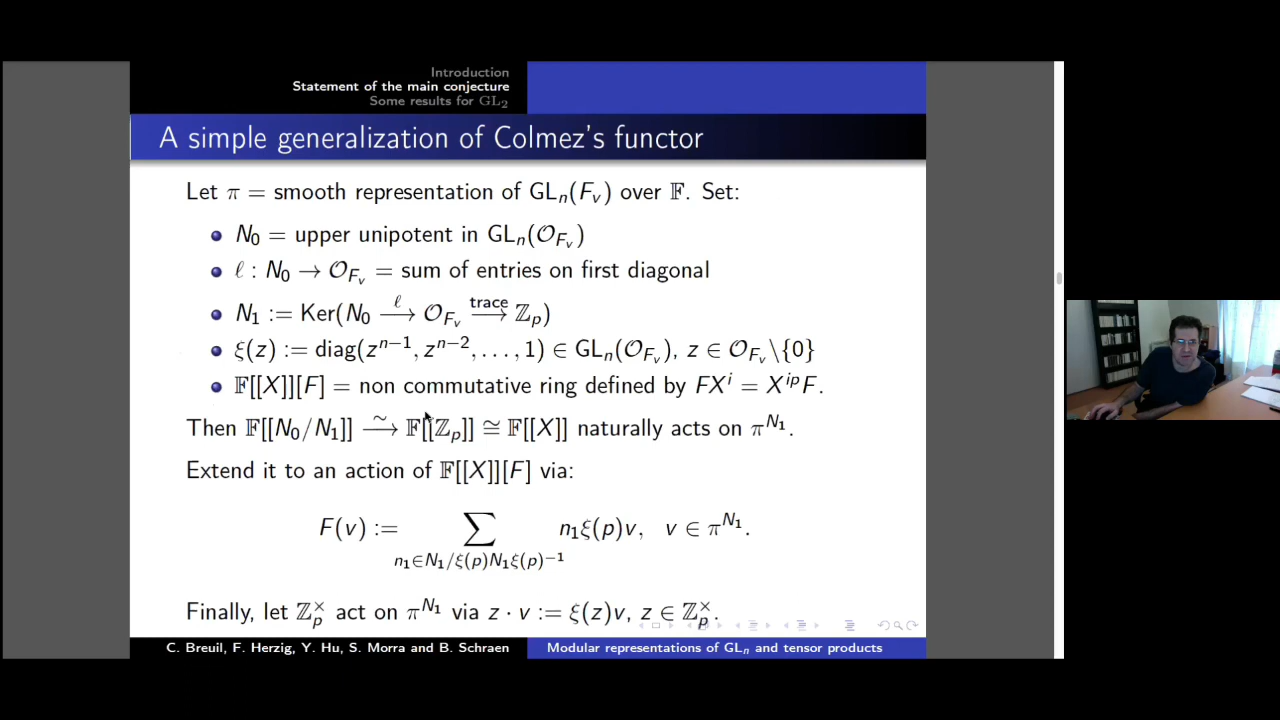 Introduction
Statement of the main conjecture
Some results for GL₂
A simple generalization of Colmez's functor
Let π = smooth representation of GLₙ(F_v) over 𝔽. Set:
N₀ = upper unipotent in GLₙ(𝒪_{F_v})
ℓ : N₀ → 𝒪_{F_v} = sum of entries on first diagonal
N₁ := Ker(N₀ —ℓ→ 𝒪_{F_v} —trace→ ℤ_p)
ξ(z) := diag(z^{n−1}, z^{n−2}, . . . , 1) ∈ GLₙ(𝒪_{F_v}), z ∈ 𝒪_{F_v}\{0}
𝔽[[X]][F] = non commutative ring defined by FX^i = X^{ip}F.
Then 𝔽[[N₀/N₁]] —∼→ 𝔽[[ℤ_p]] ≅ 𝔽[[X]] naturally acts on π^{N₁}.
Extend it to an action of 𝔽[[X]][F] via:
F(v) := ∑_{n₁∈N₁/ξ(p)N₁ξ(p)^{−1}} n₁ξ(p)v, v ∈ π^{N₁}.
Finally, let ℤ_p^× act on π^{N₁} via z · v := ξ(z)v, z ∈ ℤ_p^×.
C. Breuil, F. Herzig, Y. Hu, S. Morra and B. Schraen
Modular representations of GLₙ and tensor products